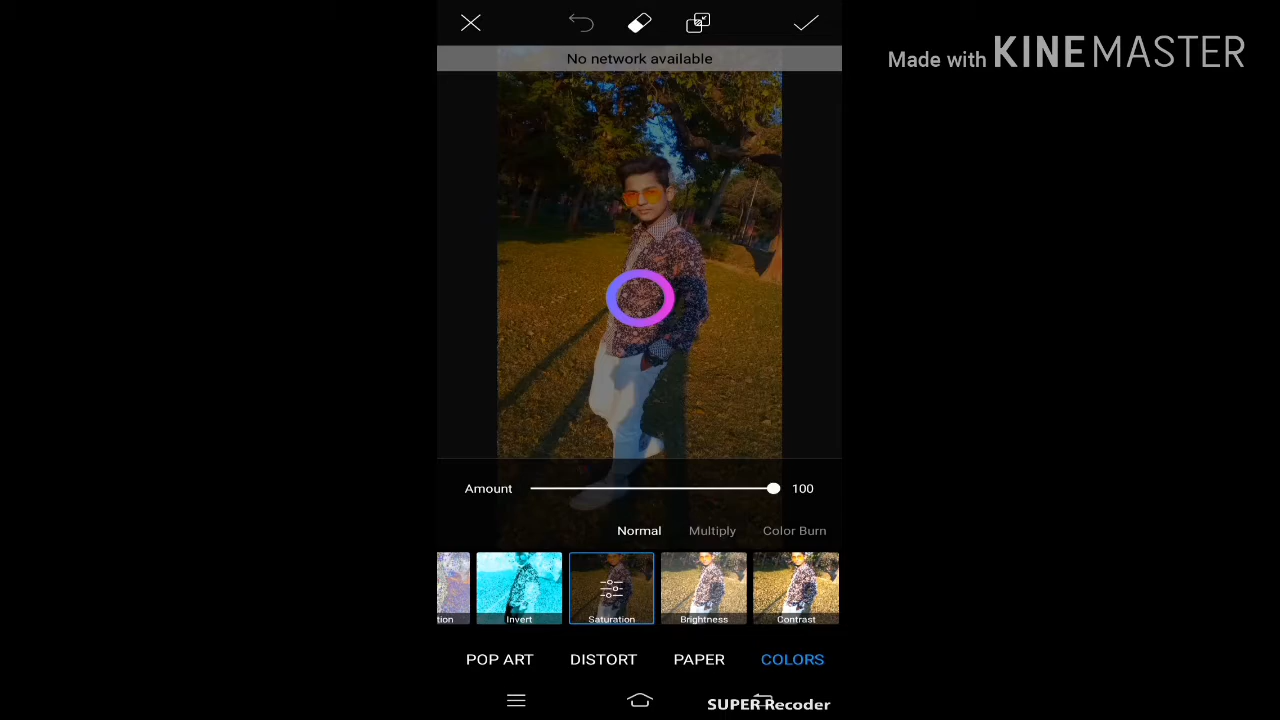 No network available
Made with KINEMASTER
Amount 100
Normal Multiply Color Burn
tion Invert Saturation Brightness Contrast
POP ART DISTORT PAPER COLORS
SUPER Recorder